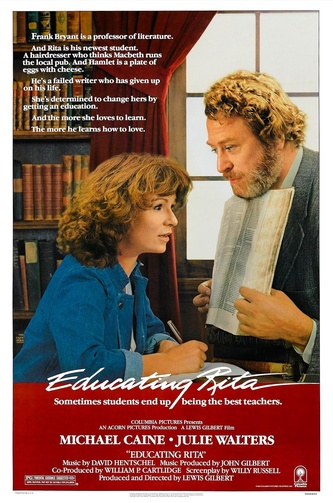 Frank Bryant is a professor of literature.
And Rita is his newest student.
A hairdresser who thinks Macbeth runs
the local pub. And Hamlet is a plate of
eggs with cheese.
He's a failed writer who has given up
on his life.
She's determined to change hers by
getting an education.
And the more she loves to learn.
The more he learns how to love.
Educating Rita
Sometimes students end up being the best teachers.
COLUMBIA PICTURES Presents
AN ACORN PICTURES Production A LEWIS GILBERT Film
MICHAEL CAINE • JULIE WALTERS
"EDUCATING RITA"
Music by DAVID HENTSCHEL Music Produced by JOHN GILBERT
Co-Produced by WILLIAM P. CARTLIDGE Screenplay by WILLY RUSSELL
Produced and Directed by LEWIS GILBERT
PG